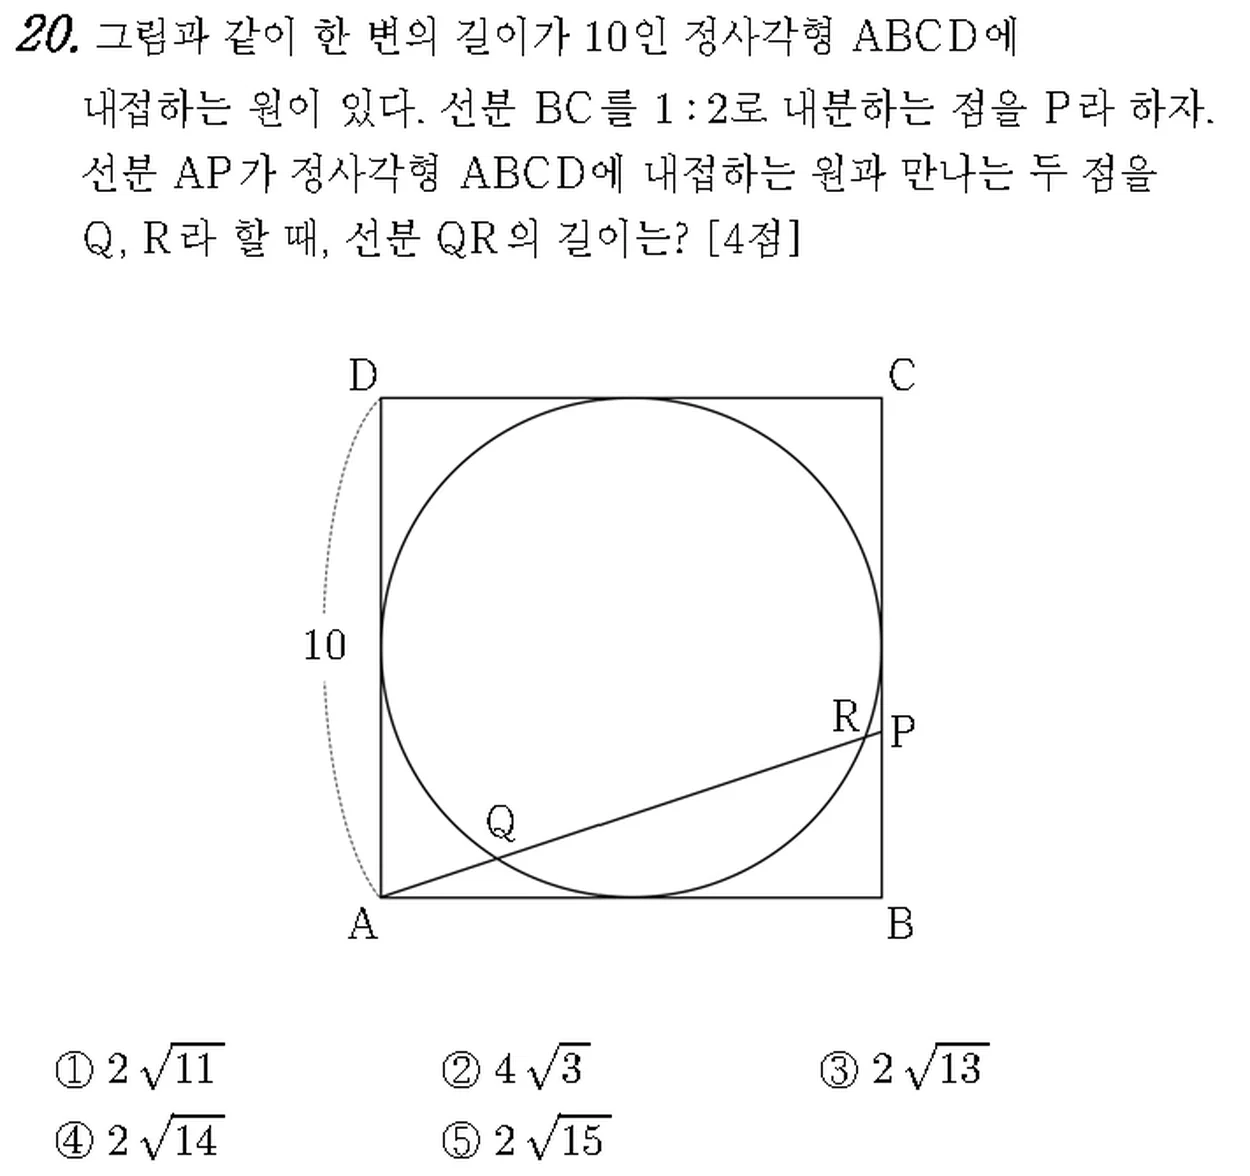 20. 그림과 같이 한 변의 길이가 10인 정사각형 ABCD에
내접하는 원이 있다. 선분 BC를 1 : 2로 내분하는 점을 P라 하자.
선분 AP가 정사각형 ABCD에 내접하는 원과 만나는 두 점을
Q, R라 할 때, 선분 QR의 길이는? [4점]
D C
10
R P
Q
A B
① 2√11 ② 4√3 ③ 2√13
④ 2√14 ⑤ 2√15